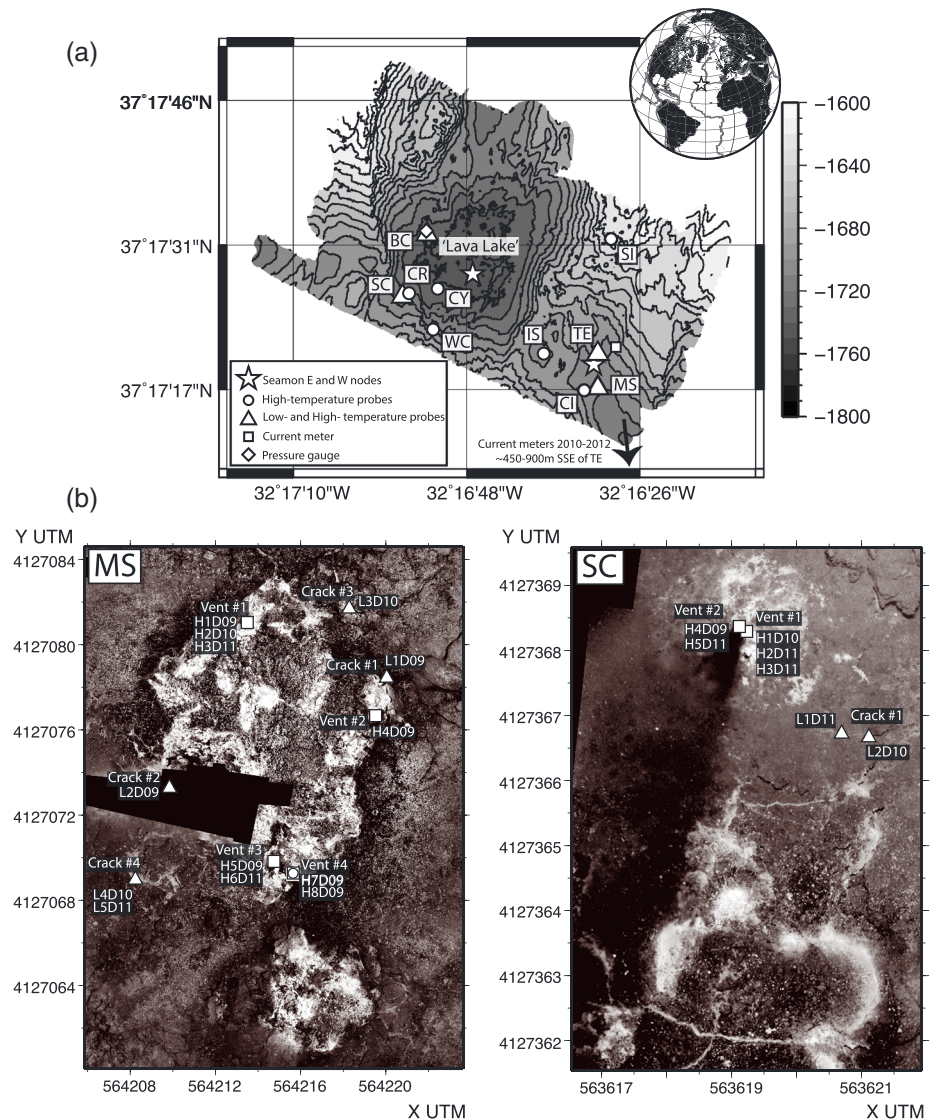 (a)
37°17'46"N
37°17'31"N
37°17'17"N
32°17'10"W
32°16'48"W
32°16'26"W
−1600
−1640
−1680
−1720
−1760
−1800
BC
'Lava Lake'
SI
SC
CR
CY
WC
IS
TE
CI
MS
Seamon E and W nodes
High-temperature probes
Low- and High- temperature probes
Current meter
Pressure gauge
Current meters 2010-2012
~450-900m SSE of TE
(b)
Y UTM
MS
4127084
4127080
4127076
4127072
4127068
4127064
564208
564212
564216
564220
X UTM
Crack #3
L3D10
Vent #1
H1D09
H2D10
H3D11
Crack #1
L1D09
Vent #2
H4D09
Crack #2
L2D09
Vent #3
H5D09
H6D11
Vent #4
H7D09
H8D09
Crack #4
L4D10
L5D11
Y UTM
SC
4127369
4127368
4127367
4127366
4127365
4127364
4127363
4127362
563617
563619
563621
X UTM
Vent #2
H4D09
H5D11
Vent #1
H1D10
H2D11
H3D11
L1D11
Crack #1
L2D10